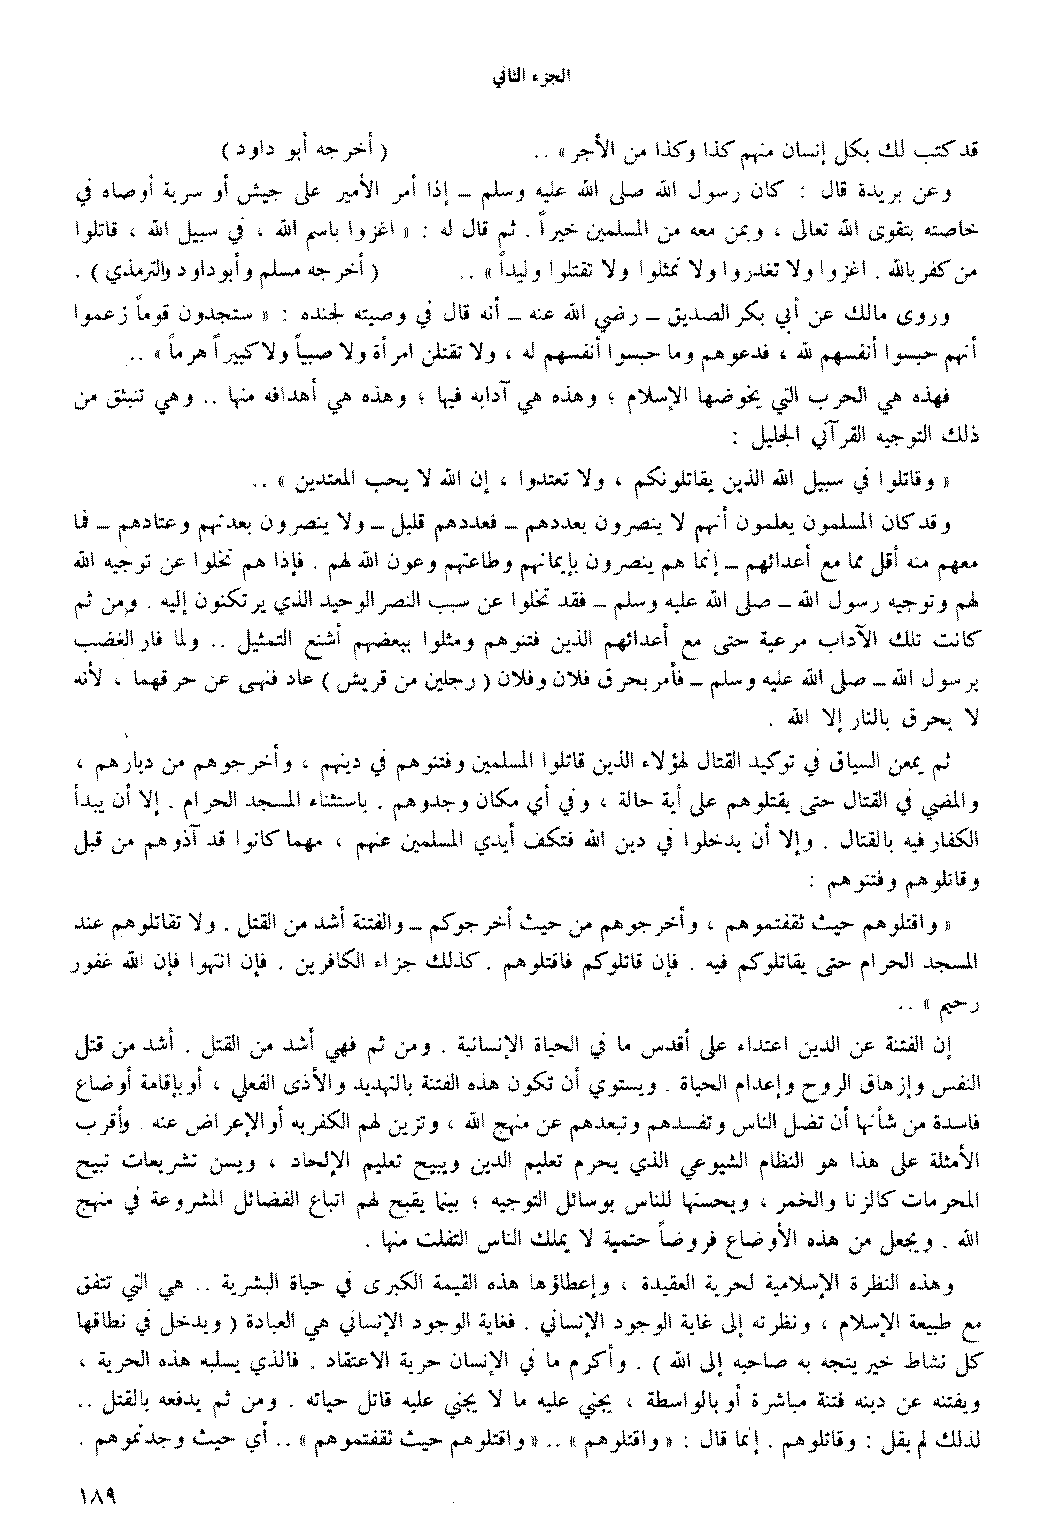 الجزء الثاني
قد كتب لك بكل إنسان منهم كذا وكذا من الأجر » .. ( أخرجه أبو داود )
وعن بريدة قال : كان رسول الله صلى الله عليه وسلم – إذا أمر الأمير على جيش أو سرية أوصاه في
خاصته بتقوى الله تعالى ، وبمن معه من المسلمين خيراً . ثم قال له : « اغزوا باسم الله ، في سبيل الله ، قاتلوا
من كفر بالله . اغزوا ولا تغدروا ولا تمثلوا ولا تقتلوا وليداً » .. ( أخرجه مسلم وأبو داود والترمذي ) .
وروى مالك عن أبي بكر الصديق – رضي الله عنه – أنه قال في وصيته لجنده : « ستجدون قوماً زعموا
أنهم حبسوا أنفسهم لله ، فدعوهم وما حبسوا أنفسهم له ، ولا تقتلن امرأة ولا صبياً ولا كبيراً هرماً » ..
فهذه هي الحرب التي يخوضها الإسلام ؛ وهذه هي آدابه فيها ؛ وهذه هي أهدافه منها .. وهي تنبثق من
ذلك التوجيه القرآني الجليل :
« وقاتلوا في سبيل الله الذين يقاتلونكم ، ولا تعتدوا ، إن الله لا يحب المعتدين » ..
وقد كان المسلمون يعلمون أنهم لا ينصرون بعددهم – فعددهم قليل – ولا ينصرون بعدتهم وعتادهم – فما
معهم منه أقل مما مع أعدائهم – إنما هم ينصرون بإيمانهم وطاعتهم وعون الله لهم . فإذا هم تخلوا عن توجيه الله
لهم وتوجيه رسول الله – صلى الله عليه وسلم – فقد تخلوا عن سبب النصر الوحيد الذي يرتكنون إليه . ومن ثم
كانت تلك الآداب مرعية حتى مع أعدائهم الذين فتنوهم ومثلوا ببعضهم أشنع التمثيل .. ولما فار الغضب
برسول الله – صلى الله عليه وسلم – فأمر بحرق فلان وفلان ( رجلين من قريش ) عاد فنهى عن حرقهما ، لأنه
لا يحرق بالنار إلا الله .
ثم يمعن السياق في توكيد القتال لهؤلاء الذين قاتلوا المسلمين وفتنوهم في دينهم ، وأخرجوهم من ديارهم ،
والمضي في القتال حتى يقتلوهم على أية حالة ، وفي أي مكان وجدوهم . باستثناء المسجد الحرام . إلا أن يبدأ
الكفار فيه بالقتال . وإلا أن يدخلوا في دين الله فتكف أيدي المسلمين عنهم ، مهما كانوا قد آذوهم من قبل
وقاتلوهم وفتنوهم :
« واقتلوهم حيث ثقفتموهم ، وأخرجوهم من حيث أخرجوكم – والفتنة أشد من القتل . ولا تقاتلوهم عند
المسجد الحرام حتى يقاتلوكم فيه . فإن قاتلوكم فاقتلوهم . كذلك جزاء الكافرين . فإن انتهوا فإن الله غفور
رحيم » ..
إن الفتنة عن الدين اعتداء على أقدس ما في الحياة الإنسانية . ومن ثم فهي أشد من القتل . أشد من قتل
النفس وإزهاق الروح وإعدام الحياة . ويستوي أن تكون هذه الفتنة بالتهديد والأذى الفعلي ، أو بإقامة أوضاع
فاسدة من شأنها أن تضل الناس وتفسدهم وتبعدهم عن منهج الله ، وتزين لهم الكفر به أو الإعراض عنه . وأقرب
الأمثلة على هذا هو النظام الشيوعي الذي يحرم تعليم الدين ويبيح تعليم الإلحاد ، ويسن تشريعات تبيح
المحرمات كالزنا والخمر ، ويحسنها للناس بوسائل التوجيه ؛ بينما يقبح لهم اتباع الفضائل المشروعة في منهج
الله . ويجعل من هذه الأوضاع فروضاً حتمية لا يملك الناس التفلت منها .
وهذه النظرة الإسلامية لحرية العقيدة ، وإعطاؤها هذه القيمة الكبرى في حياة البشرية .. هي التي تتفق
مع طبيعة الإسلام ، ونظرته إلى غاية الوجود الإنساني . فغاية الوجود الإنساني هي العبادة ( ويدخل في نطاقها
كل نشاط خير يتجه به صاحبه إلى الله ) . وأكرم ما في الإنسان حرية الاعتقاد . فالذي يسلبه هذه الحرية ،
ويفتنه عن دينه فتنة مباشرة أو بالواسطة ، يجني عليه ما لا يجني عليه قاتل حياته . ومن ثم يدفعه بالقتل ..
لذلك لم يقل : وقاتلوهم . إنما قال : « واقتلوهم » .. « واقتلوهم حيث ثقفتموهم » .. أي حيث وجدتموهم .
١٨٩